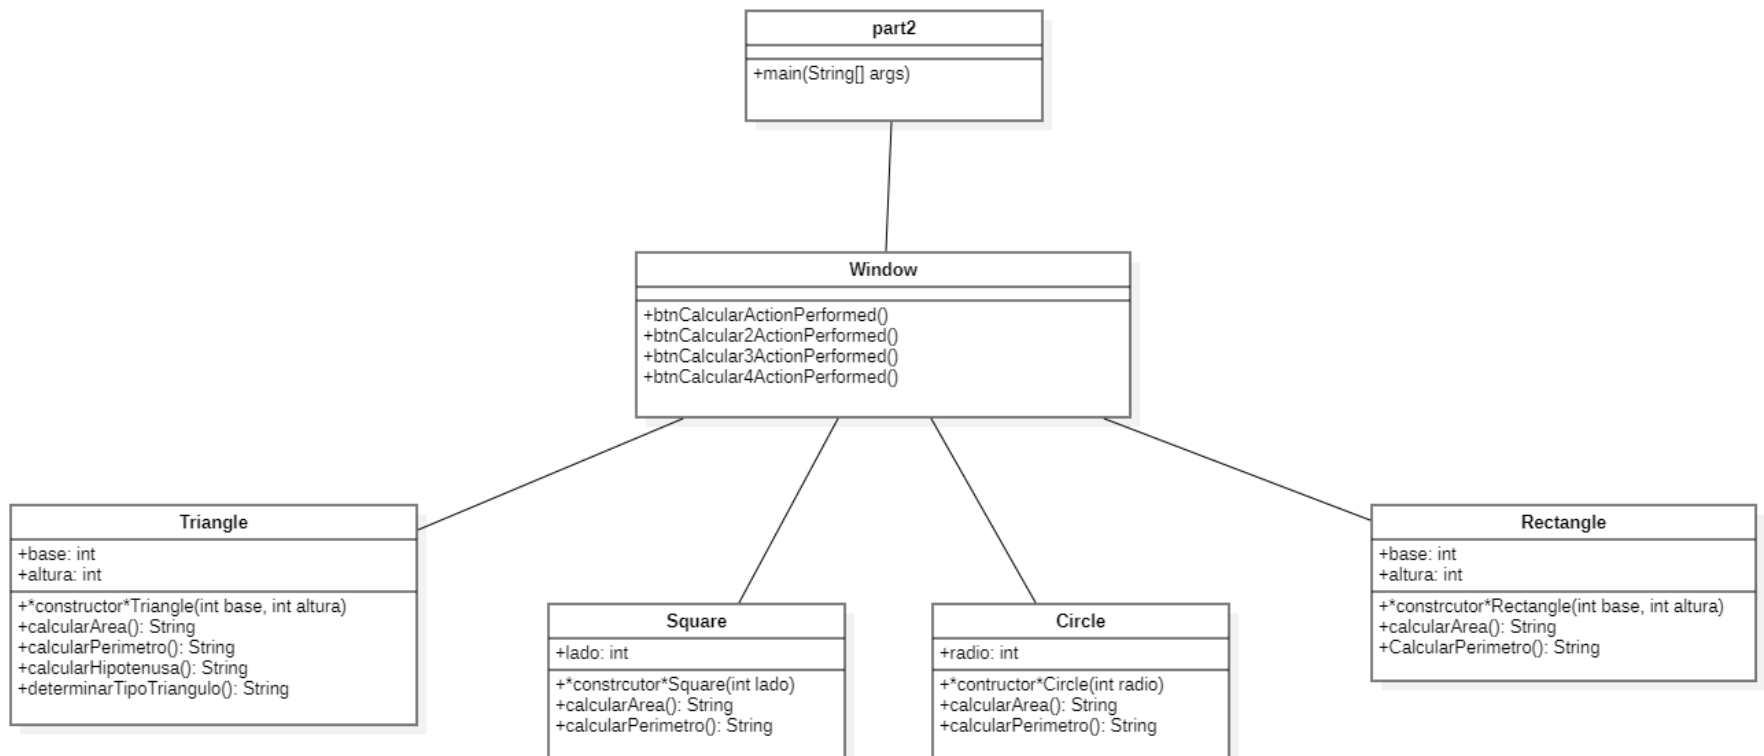 part2
+main(String[] args)
Window
+btnCalcularActionPerformed()
+btnCalcular2ActionPerformed()
+btnCalcular3ActionPerformed()
+btnCalcular4ActionPerformed()
Triangle
+base: int
+altura: int
+*constructor*Triangle(int base, int altura)
+calcularArea(): String
+calcularPerimetro(): String
+calcularHipotenusa(): String
+determinarTipoTriangulo(): String
Square
+lado: int
+*constrcutor*Square(int lado)
+calcularArea(): String
+calcularPerimetro(): String
Circle
+radio: int
+*contructor*Circle(int radio)
+calcularArea(): String
+calcularPerimetro(): String
Rectangle
+base: int
+altura: int
+*constrcutor*Rectangle(int base, int altura)
+calcularArea(): String
+CalcularPerimetro(): String